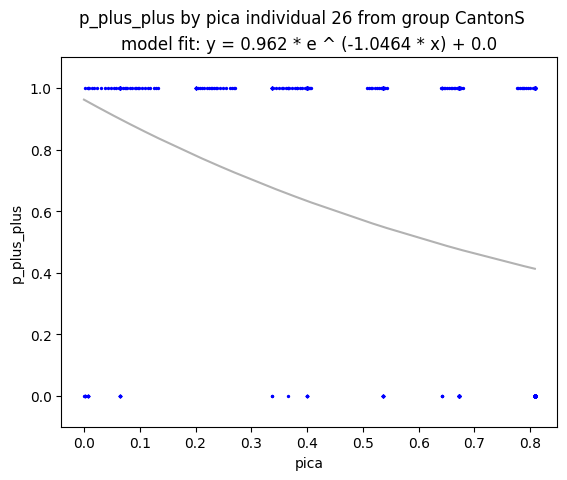 p_plus_plus by pica individual 26 from group CantonS
model fit: y = 0.962 * e ^ (-1.0464 * x) + 0.0
1.0
0.8
0.6
0.4
0.2
0.0
p_plus_plus
0.0 0.1 0.2 0.3 0.4 0.5 0.6 0.7 0.8
pica